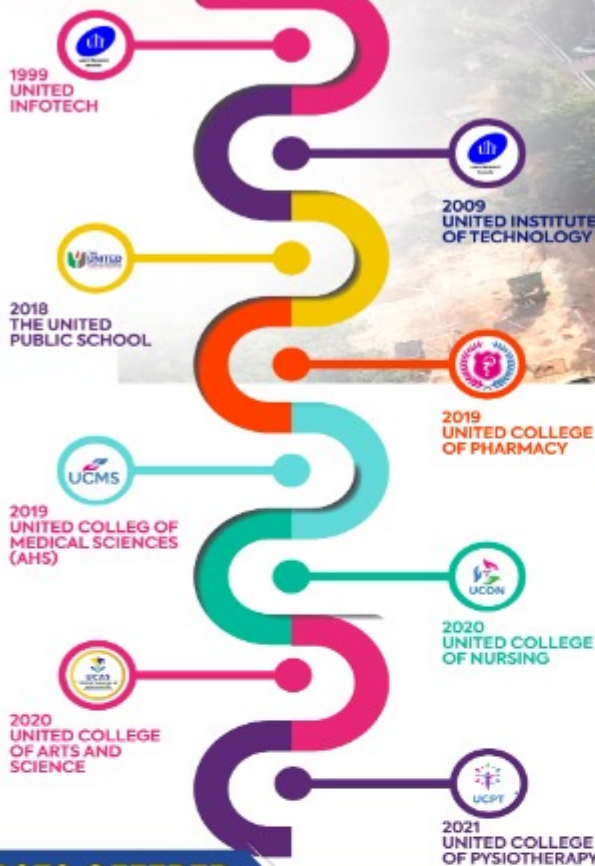 1999
UNITED
INFOTECH
2009
UNITED INSTITUTE
OF TECHNOLOGY
UNITED
2018
THE UNITED
PUBLIC SCHOOL
2019
UNITED COLLEGE
OF PHARMACY
UCMS
2019
UNITED COLLEG OF
MEDICAL SCIENCES
(AHS)
UCON
2020
UNITED COLLEGE
OF NURSING
UCAS
2020
UNITED COLLEGE
OF ARTS AND
SCIENCE
UCPT
2021
UNITED COLLEGE
OF PYSIOTHERAPY